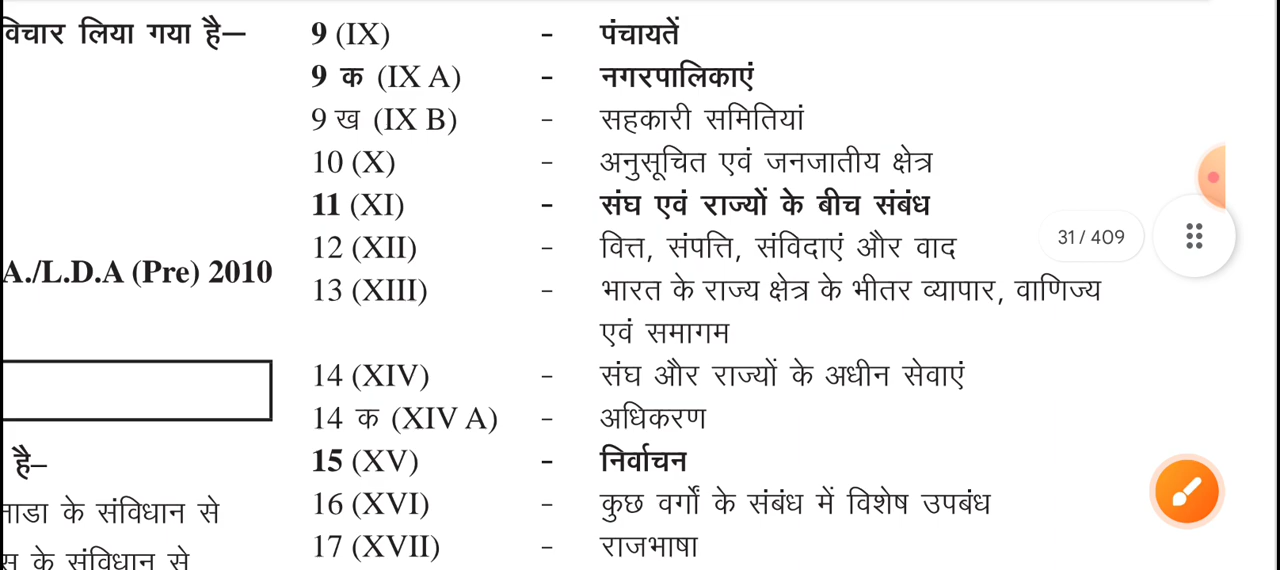 विचार लिया गया है—
A./L.D.A (Pre) 2010
है–
के संविधान से
के संविधान से
9 (IX) - पंचायतें
9 क (IX A) - नगरपालिकाएं
9 ख (IX B) - सहकारी समितियां
10 (X) - अनुसूचित एवं जनजातीय क्षेत्र
11 (XI) - संघ एवं राज्यों के बीच संबंध
12 (XII) - वित्त, संपत्ति, संविदाएं और वाद
13 (XIII) - भारत के राज्य क्षेत्र के भीतर व्यापार, वाणिज्य
एवं समागम
14 (XIV) - संघ और राज्यों के अधीन सेवाएं
14 क (XIV A) - अधिकरण
15 (XV) - निर्वाचन
16 (XVI) - कुछ वर्गों के संबंध में विशेष उपबंध
17 (XVII) - राजभाषा
31 / 409